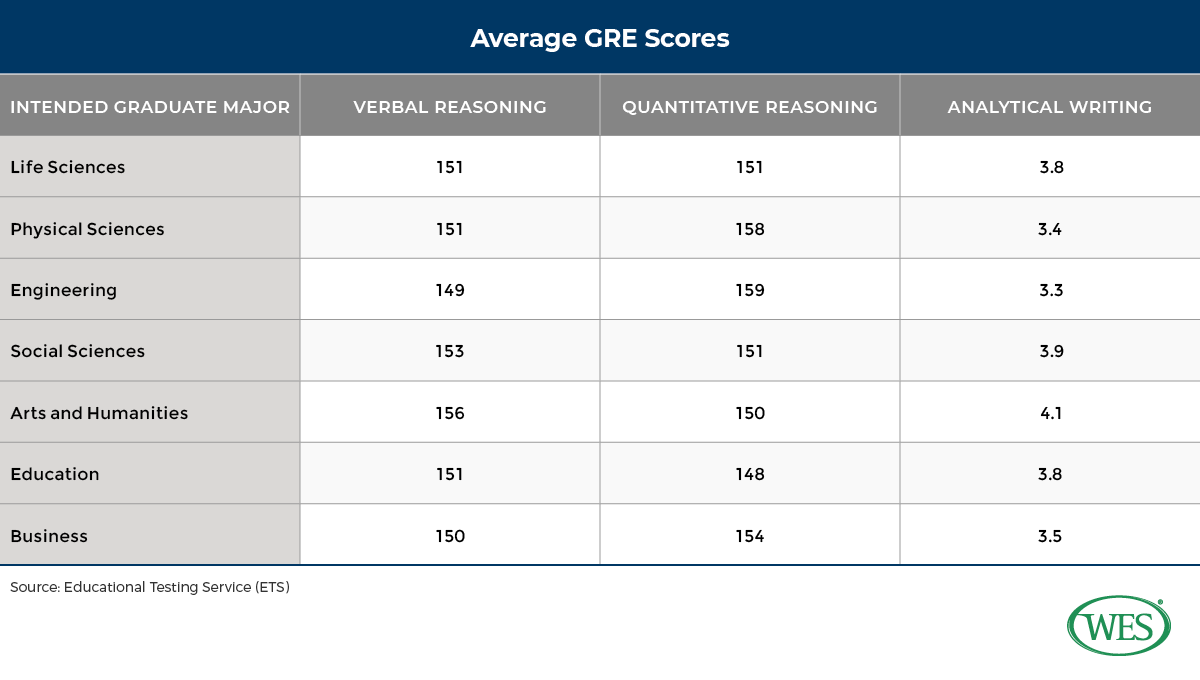 Average GRE Scores
INTENDED GRADUATE MAJOR VERBAL REASONING QUANTITATIVE REASONING ANALYTICAL WRITING
Life Sciences 151 151 3.8
Physical Sciences 151 158 3.4
Engineering 149 159 3.3
Social Sciences 153 151 3.9
Arts and Humanities 156 150 4.1
Education 151 148 3.8
Business 150 154 3.5
Source: Educational Testing Service (ETS)
WES®